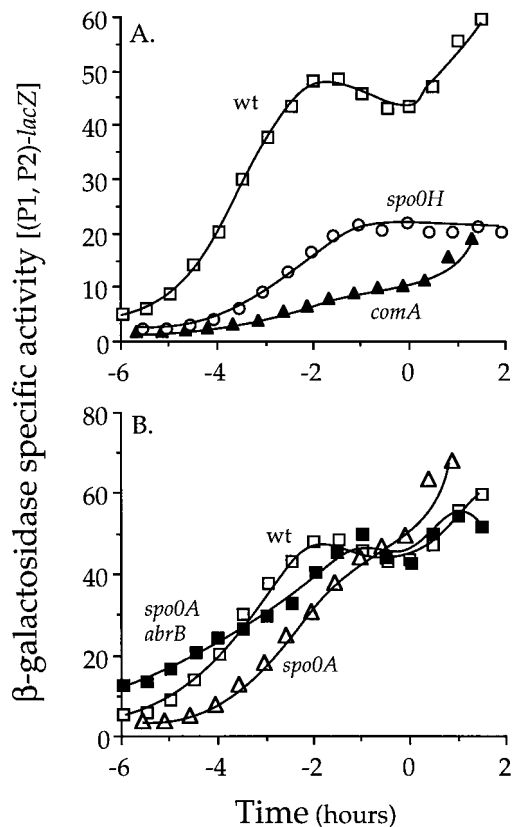 β-galactosidase specific activity [(P1, P2)-lacZ]
A.
60
50
40
30
20
10
0
wt
spo0H
comA
-6
-4
-2
0
2
B.
80
60
40
20
0
wt
spo0A
abrB
spo0A
-6
-4
-2
0
2
Time (hours)